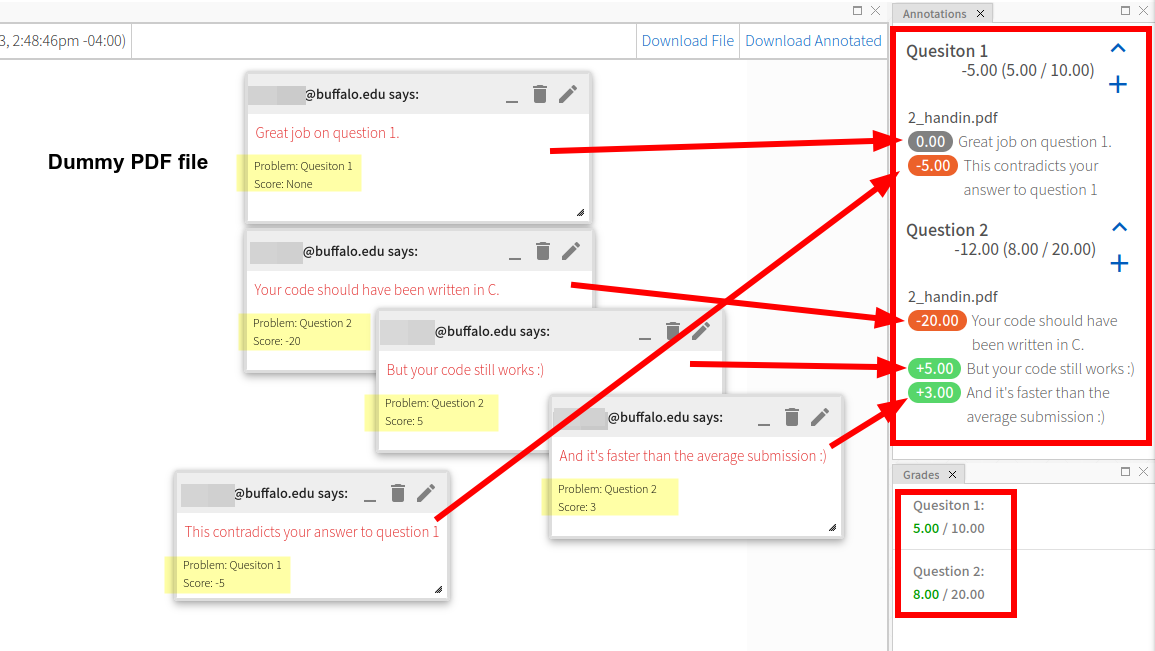 3, 2:48:46pm -04:00)
Download File
Download Annotated
Dummy PDF file
@buffalo.edu says:
Great job on question 1.
Problem: Quesiton 1
Score: None
@buffalo.edu says:
Your code should have been written in C.
Problem: Question 2
Score: -20
@buffalo.edu says:
But your code still works :)
Problem: Question 2
Score: 5
@buffalo.edu says:
And it's faster than the average submission :)
Problem: Question 2
Score: 3
@buffalo.edu says:
This contradicts your answer to question 1
Problem: Quesiton 1
Score: -5
Annotations
Quesiton 1
-5.00 (5.00 / 10.00)
2_handin.pdf
0.00 Great job on question 1.
-5.00 This contradicts your
answer to question 1
Question 2
-12.00 (8.00 / 20.00)
2_handin.pdf
-20.00 Your code should have
been written in C.
+5.00 But your code still works :)
+3.00 And it's faster than the
average submission :)
Grades
Quesiton 1:
5.00 / 10.00
Question 2:
8.00 / 20.00